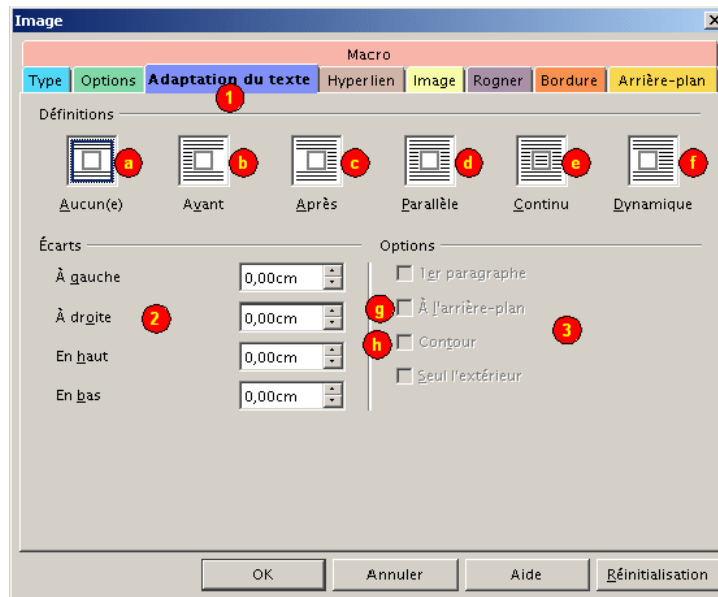 Image
Macro
Type Options Adaptation du texte Hyperlien Image Rogner Bordure Arrière-plan
1
Définitions
a b c d e f
Aucun(e) Avant Après Parallèle Continu Dynamique
Écarts Options
À gauche 0,00cm 1er paragraphe
À droite 2 0,00cm g À l'arrière-plan 3
En haut 0,00cm h Contour
En bas 0,00cm Seul l'extérieur
OK Annuler Aide Réinitialisation